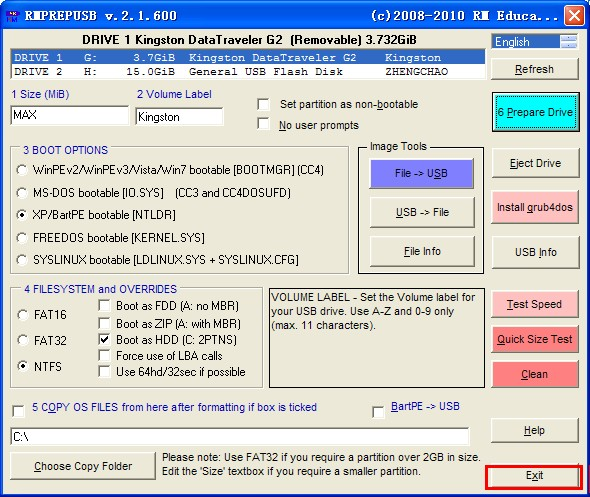 RMPREPUSB v.2.1.600 (c)2008-2010 RM Educa...
DRIVE 1 Kingston DataTraveler G2 (Removable) 3.732GiB
English
DRIVE 1 G: 3.7GiB Kingston DataTraveler G2 Kingston
DRIVE 2 H: 15.0GiB General USB Flash Disk ZHENGCHAO
Refresh
1 Size (MiB) 2 Volume Label
MAX Kingston
Set partition as non-bootable
No user prompts
6 Prepare Drive
3 BOOT OPTIONS
WinPEv2/WinPEv3/Vista/Win7 bootable [BOOTMGR] (CC4)
MS-DOS bootable [IO.SYS] (CC3 and CC4DOSUFD)
XP/BartPE bootable [NTLDR]
FREEDOS bootable [KERNEL.SYS]
SYSLINUX bootable [LDLINUX.SYS + SYSLINUX.CFG]
Image Tools
File -> USB
USB -> File
File Info
Eject Drive
Install grub4dos
USB Info
4 FILESYSTEM and OVERRIDES
FAT16
FAT32
NTFS
Boot as FDD (A: no MBR)
Boot as ZIP (A: with MBR)
Boot as HDD (C: 2PTNS)
Force use of LBA calls
Use 64hd/32sec if possible
VOLUME LABEL - Set the Volume label for
your USB drive. Use A-Z and 0-9 only
(max. 11 characters).
Test Speed
Quick Size Test
Clean
5 COPY OS FILES from here after formatting if box is ticked
BartPE -> USB
C:\
Help
Choose Copy Folder
Please note: Use FAT32 if you require a partition over 2GB in size.
Edit the 'Size' textbox if you require a smaller partition.
Exit